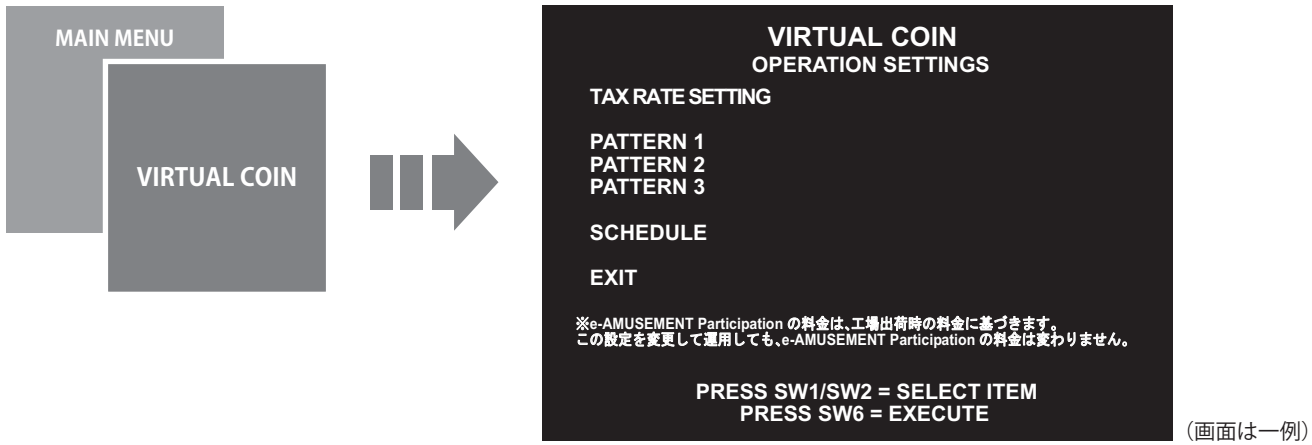 MAIN MENU
VIRTUAL COIN
VIRTUAL COIN
OPERATION SETTINGS
TAX RATE SETTING
PATTERN 1
PATTERN 2
PATTERN 3
SCHEDULE
EXIT
※e-AMUSEMENT Participation の料金は、工場出荷時の料金に基づきます。
この設定を変更して運用しても、e-AMUSEMENT Participation の料金は変わりません。
PRESS SW1/SW2 = SELECT ITEM
PRESS SW6 = EXECUTE
(画面は一例)